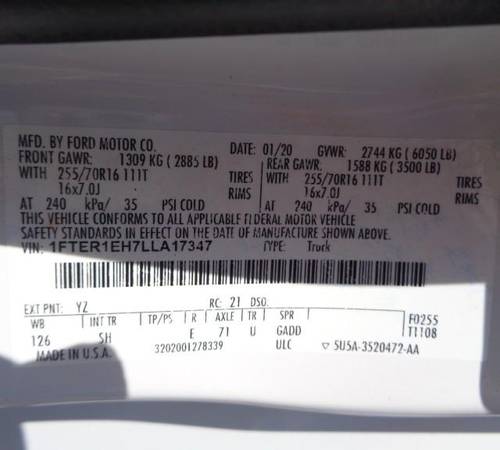 MFD. BY FORD MOTOR CO. DATE: 01/20 GVWR: 2744 KG ( 6050 LB)
FRONT GAWR: 1309 KG ( 2885 LB) REAR GAWR: 1588 KG ( 3500 LB)
WITH 255/70R16 111T TIRES WITH 255/70R16 111T TIRES
16x7.0J RIMS 16x7.0J RIMS
AT 240 kPa/ 35 PSI COLD AT 240 kPa/ 35 PSI COLD
THIS VEHICLE CONFORMS TO ALL APPLICABLE FEDERAL MOTOR VEHICLE
SAFETY STANDARDS IN EFFECT ON THE DATE OF MANUFACTURE SHOWN ABOVE.
VIN: 1FTER1EH7LLA17347 TYPE: Truck
EXT PNT: YZ RC: 21 DSO:
WB INT TR TP/PS R AXLE TR SPR F0255
126 SH E 71 U GADD T1108
MADE IN U.S.A. 3202001278339 ULC ▽ 5U5A-3520472-AA